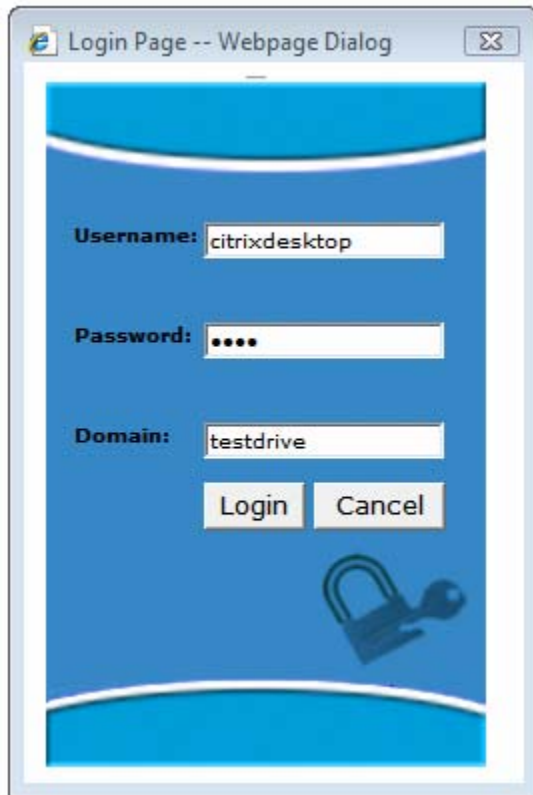 Login Page -- Webpage Dialog
Username: citrixdesktop
Password: ••••
Domain: testdrive
Login Cancel